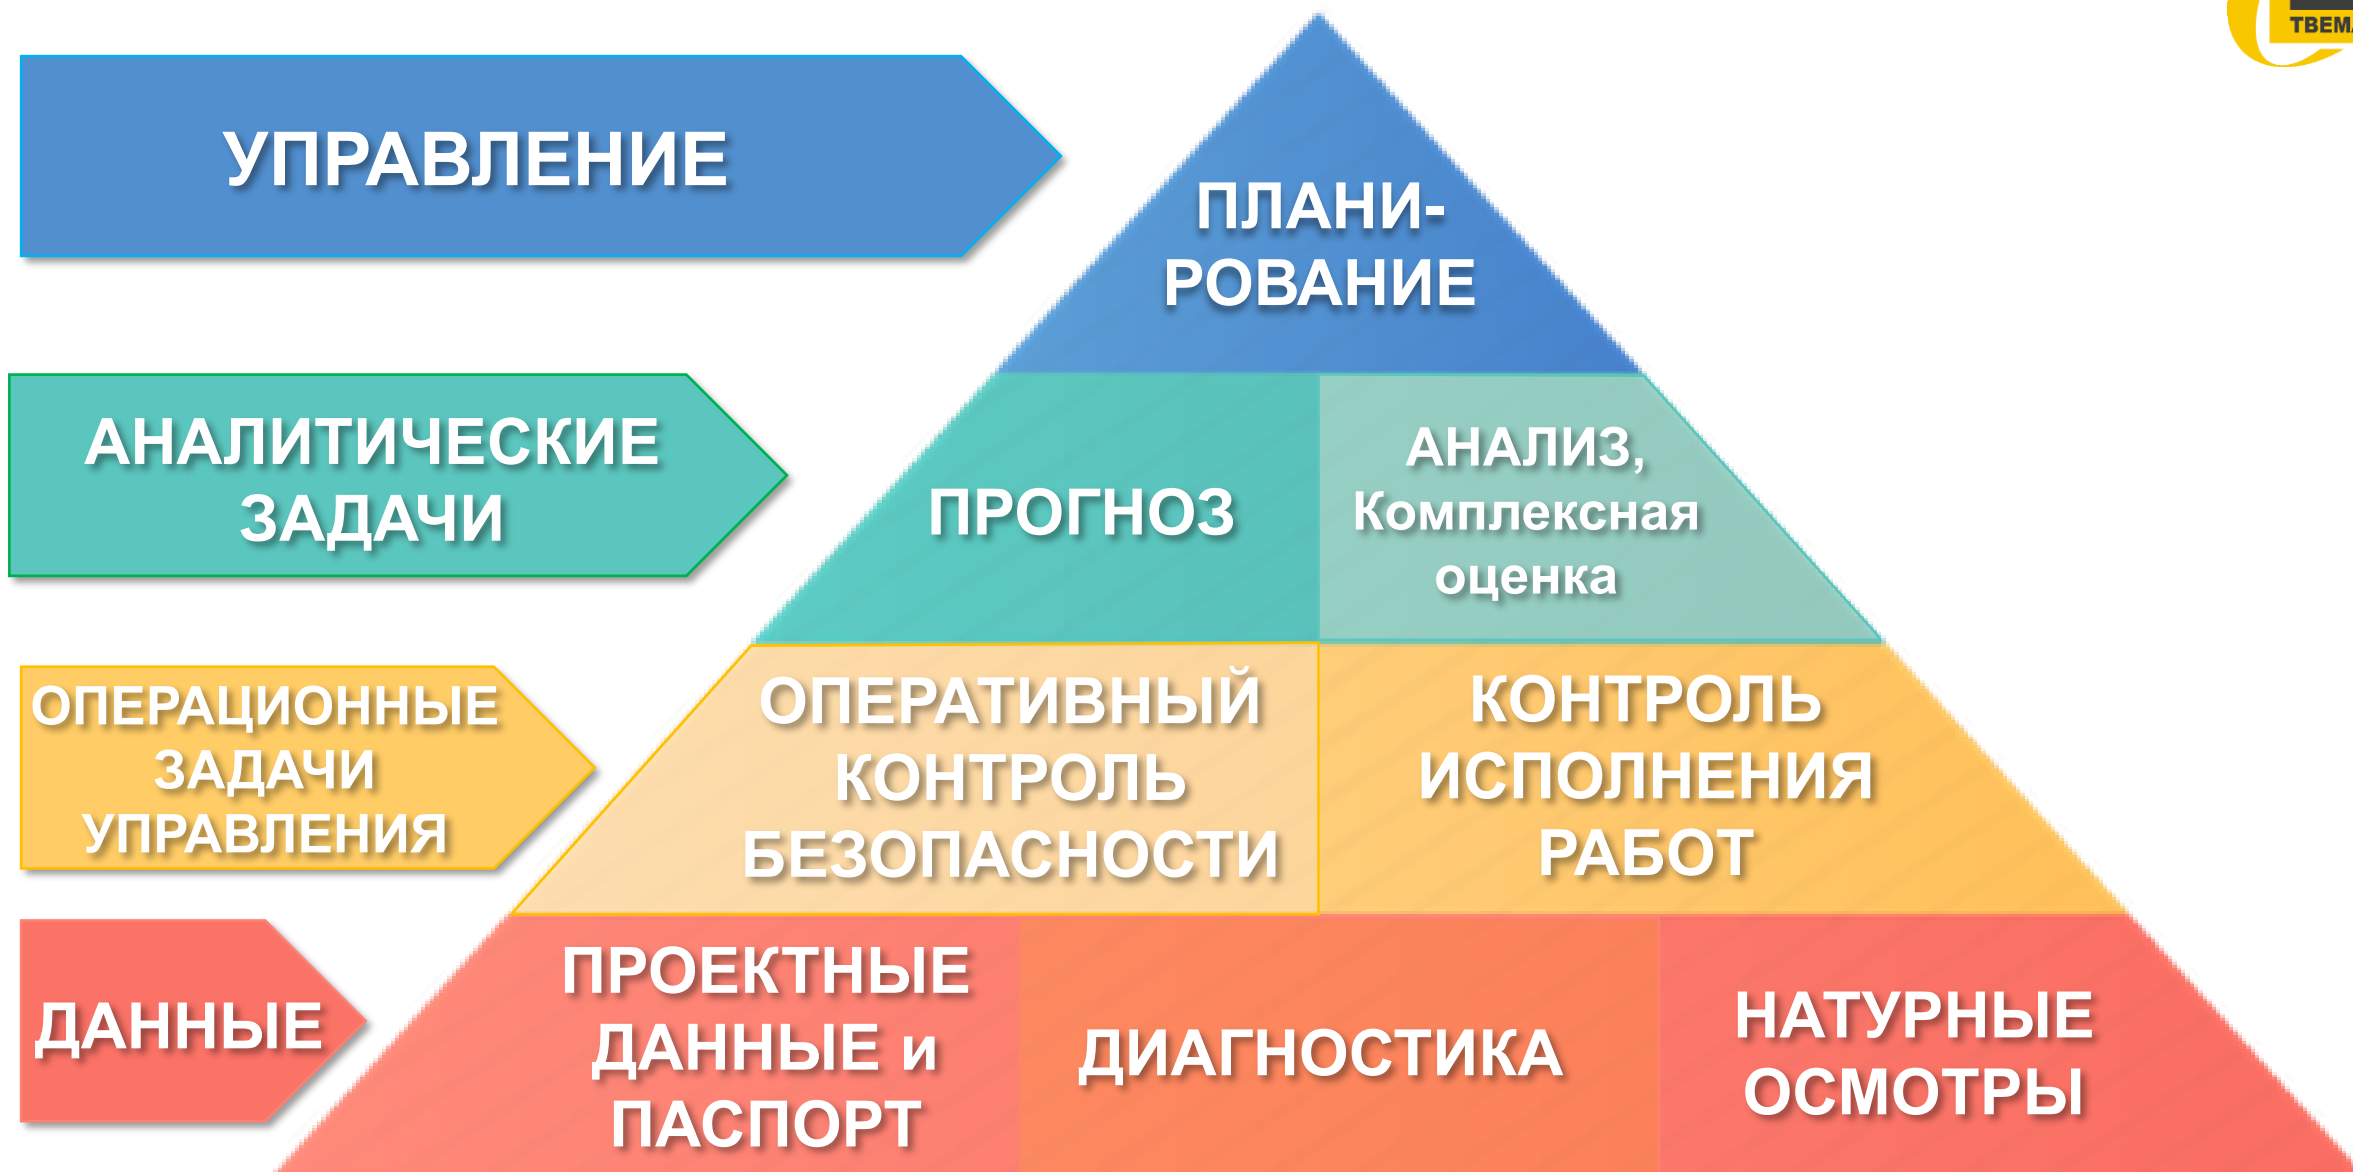 УПРАВЛЕНИЕ
ПЛАНИ-
РОВАНИЕ
АНАЛИТИЧЕСКИЕ
ЗАДАЧИ
ПРОГНОЗ
АНАЛИЗ,
Комплексная
оценка
ОПЕРАЦИОННЫЕ
ЗАДАЧИ
УПРАВЛЕНИЯ
ОПЕРАТИВНЫЙ
КОНТРОЛЬ
БЕЗОПАСНОСТИ
КОНТРОЛЬ
ИСПОЛНЕНИЯ
РАБОТ
ДАННЫЕ
ПРОЕКТНЫЕ
ДАННЫЕ и
ПАСПОРТ
ДИАГНОСТИКА
НАТУРНЫЕ
ОСМОТРЫ